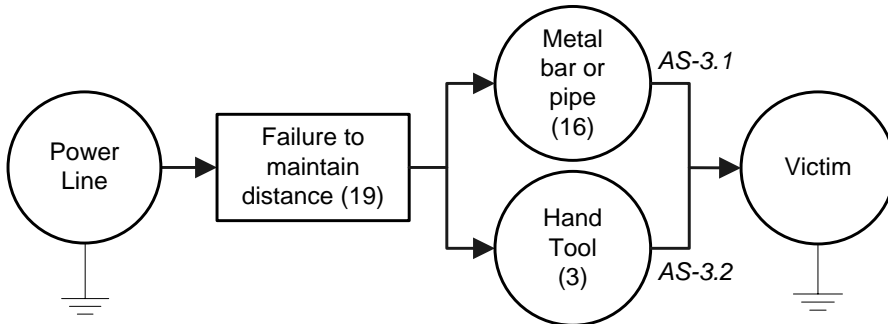 Power
Line
Failure to
maintain
distance (19)
Metal
bar or
pipe
(16)
AS-3.1
Hand
Tool
(3)
AS-3.2
Victim